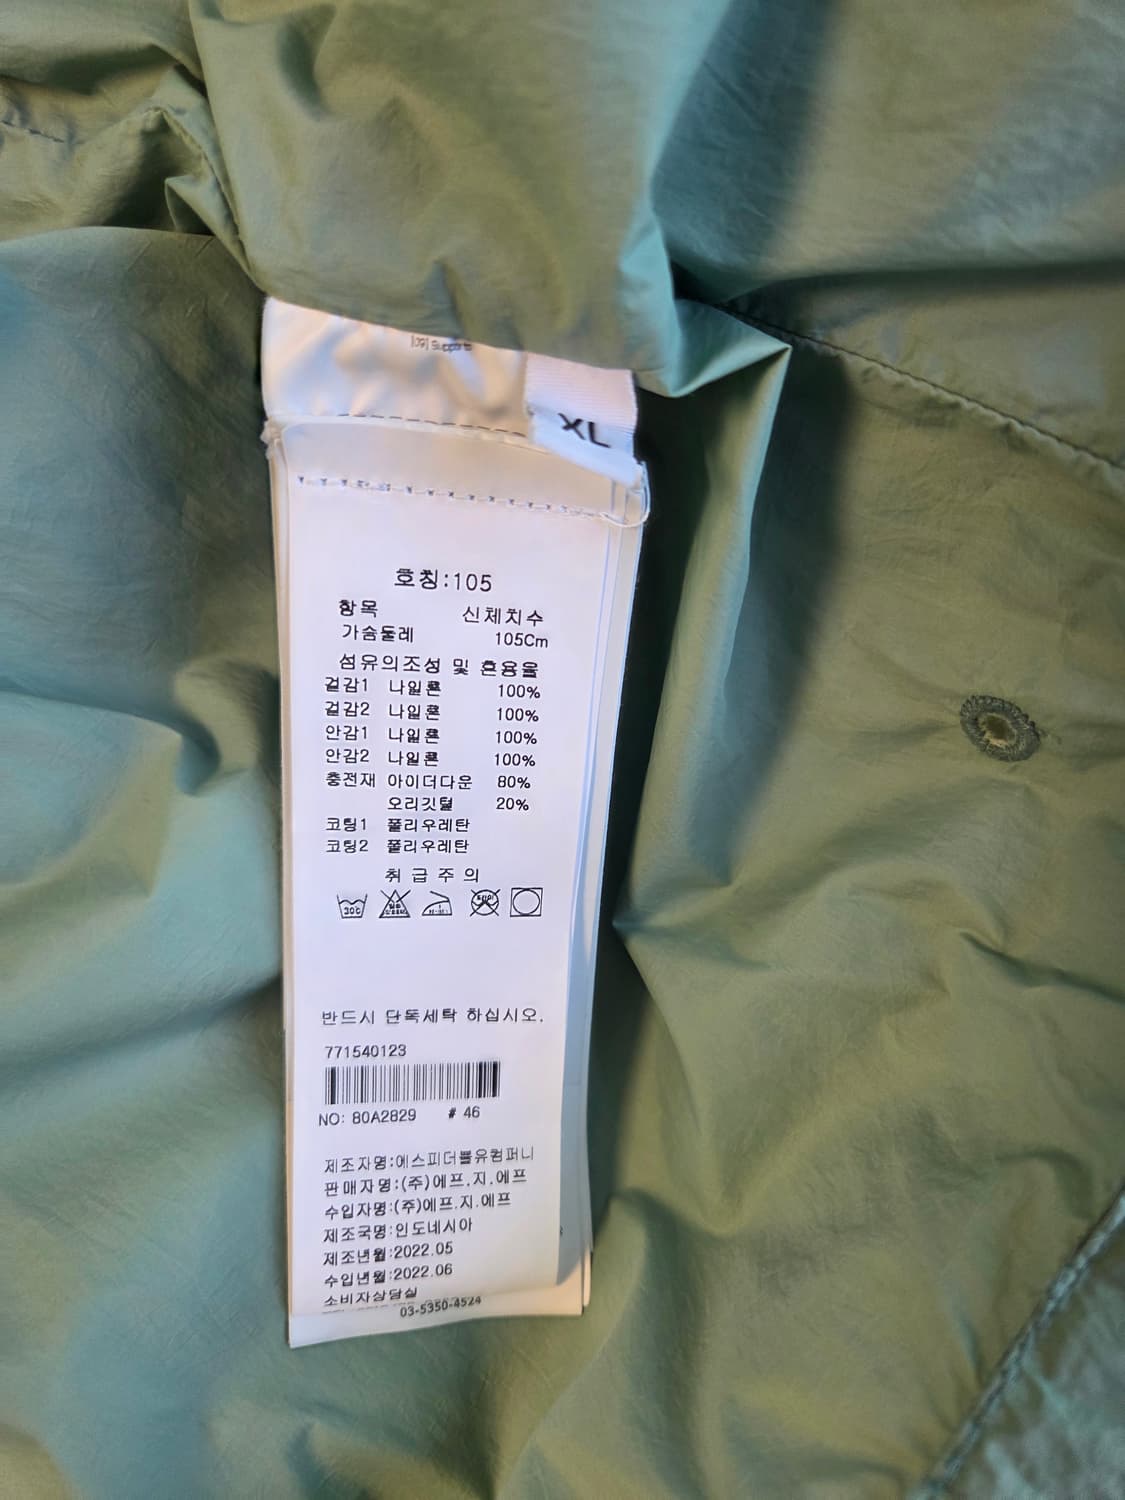 XL
호칭:105
항목 신체치수
가슴둘레 105Cm
섬유의조성 및 혼용율
겉감1 나일론 100%
겉감2 나일론 100%
안감1 나일론 100%
안감2 나일론 100%
충전재 아이더다운 80%
오리깃털 20%
코팅1 폴리우레탄
코팅2 폴리우레탄
취급주의
30℃
반드시 단독세탁 하십시오.
771540123
NO: 80A2829 # 46
제조자명:에스피더블유컴퍼니
판매자명:(주)에프.지.에프
수입자명:(주)에프.지.에프
제조국명:인도네시아
제조년월:2022.05
수입년월:2022.06
소비자상담실
03-5350-4524